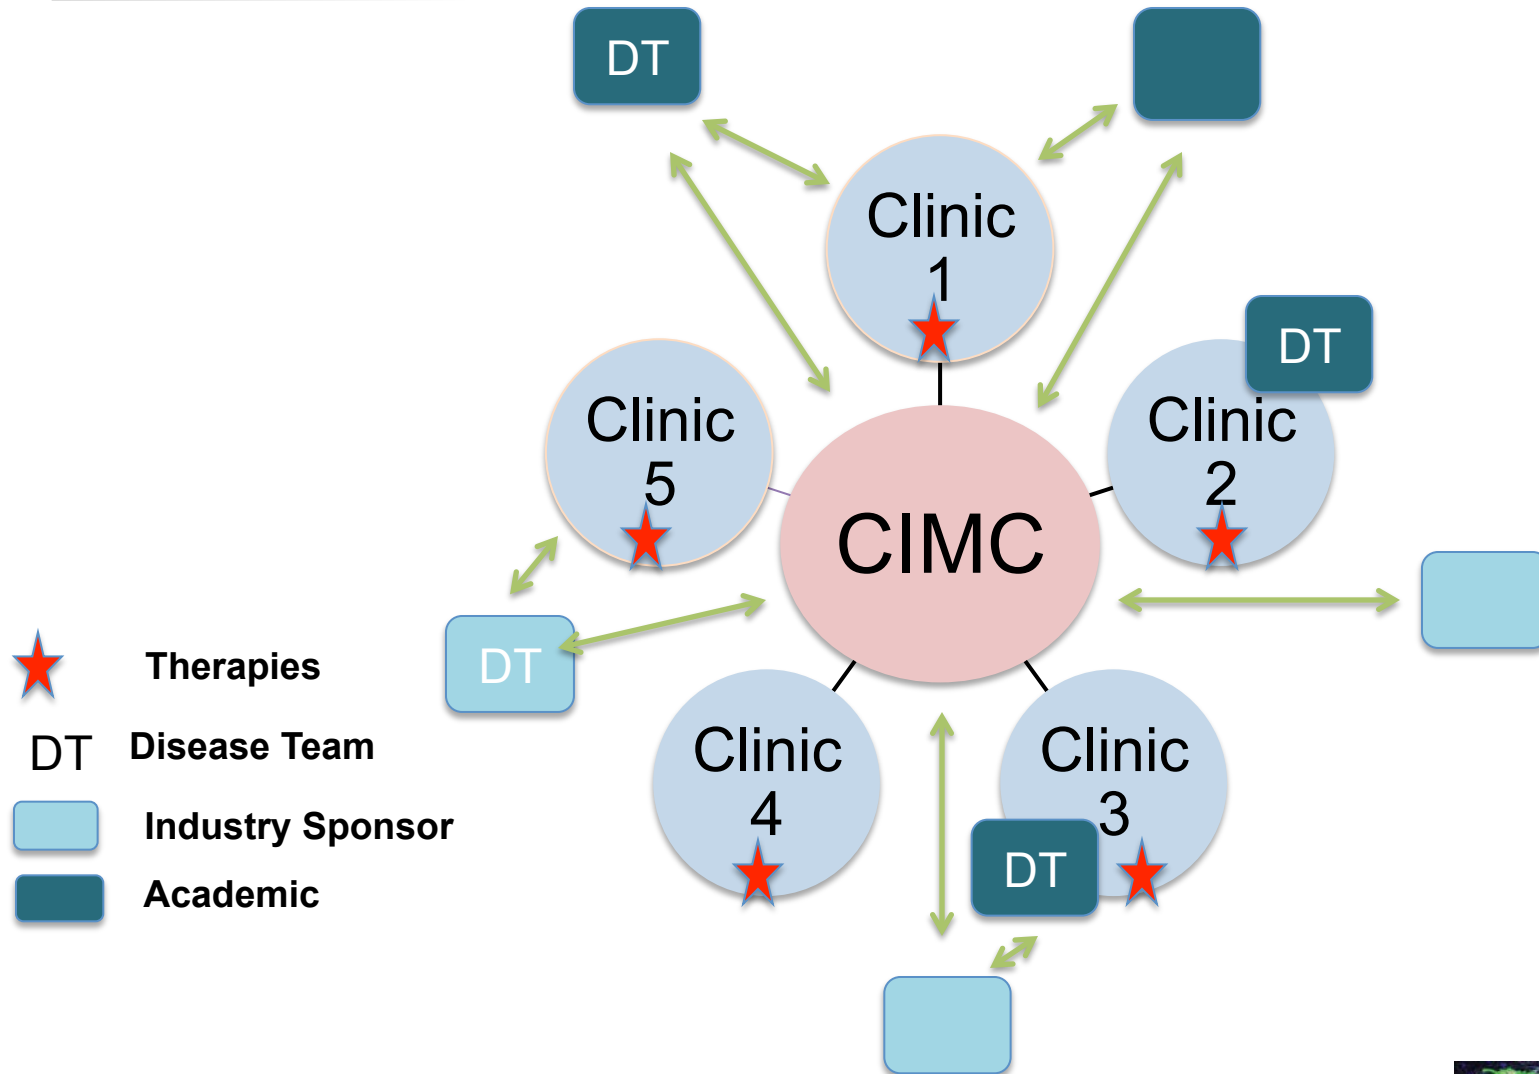 DT
Clinic
1
DT
Clinic
2
Clinic
5
CIMC
DT
Clinic
4
Clinic
3
DT
Therapies
DT Disease Team
Industry Sponsor
Academic